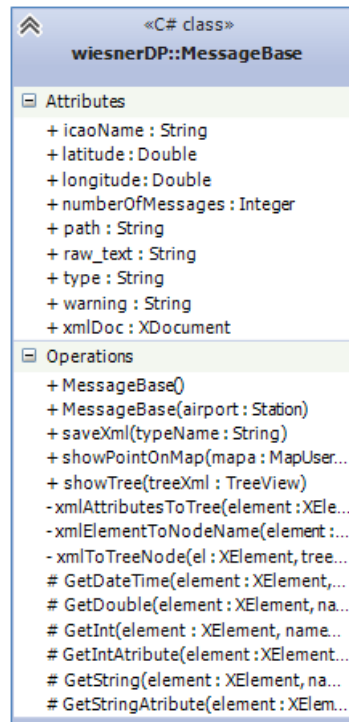 «C# class»
wiesnerDP::MessageBase
Attributes
+ icaoName : String
+ latitude : Double
+ longitude : Double
+ numberOfMessages : Integer
+ path : String
+ raw_text : String
+ type : String
+ warning : String
+ xmlDoc : XDocument
Operations
+ MessageBase()
+ MessageBase(airport : Station)
+ saveXml(typeName : String)
+ showPointOnMap(mapa : MapUser...
+ showTree(treeXml : TreeView)
- xmlAttributesToTree(element :XEle...
- xmlElementToNodeName(element :...
- xmlToTreeNode(el : XElement, tree...
# GetDateTime(element : XElement,...
# GetDouble(element : XElement, na...
# GetInt(element : XElement, name...
# GetIntAtribute(element :XElement...
# GetString(element : XElement, na...
# GetStringAtribute(element : XElem...